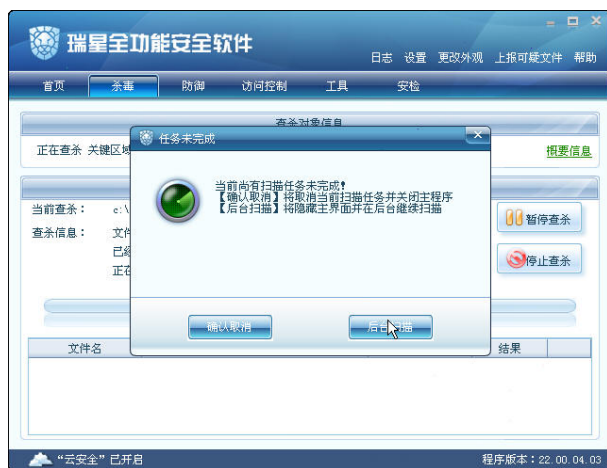 瑞星全功能安全软件
日志 设置 更改外观 上报可疑文件 帮助
首页 杀毒 防御 访问控制 工具 安检
查杀对象信息
正在查杀 关键区域
概要信息
任务未完成
当前尚有扫描任务未完成!
【确认取消】将取消当前扫描任务并关闭主程序
【后台扫描】将隐藏主界面并在后台继续扫描
确认取消 后台扫描
当前查杀: c:\
查杀信息: 文件
已经
正在
暂停查杀
停止查杀
文件名 结果
“云安全”已开启
程序版本:22.00.04.03